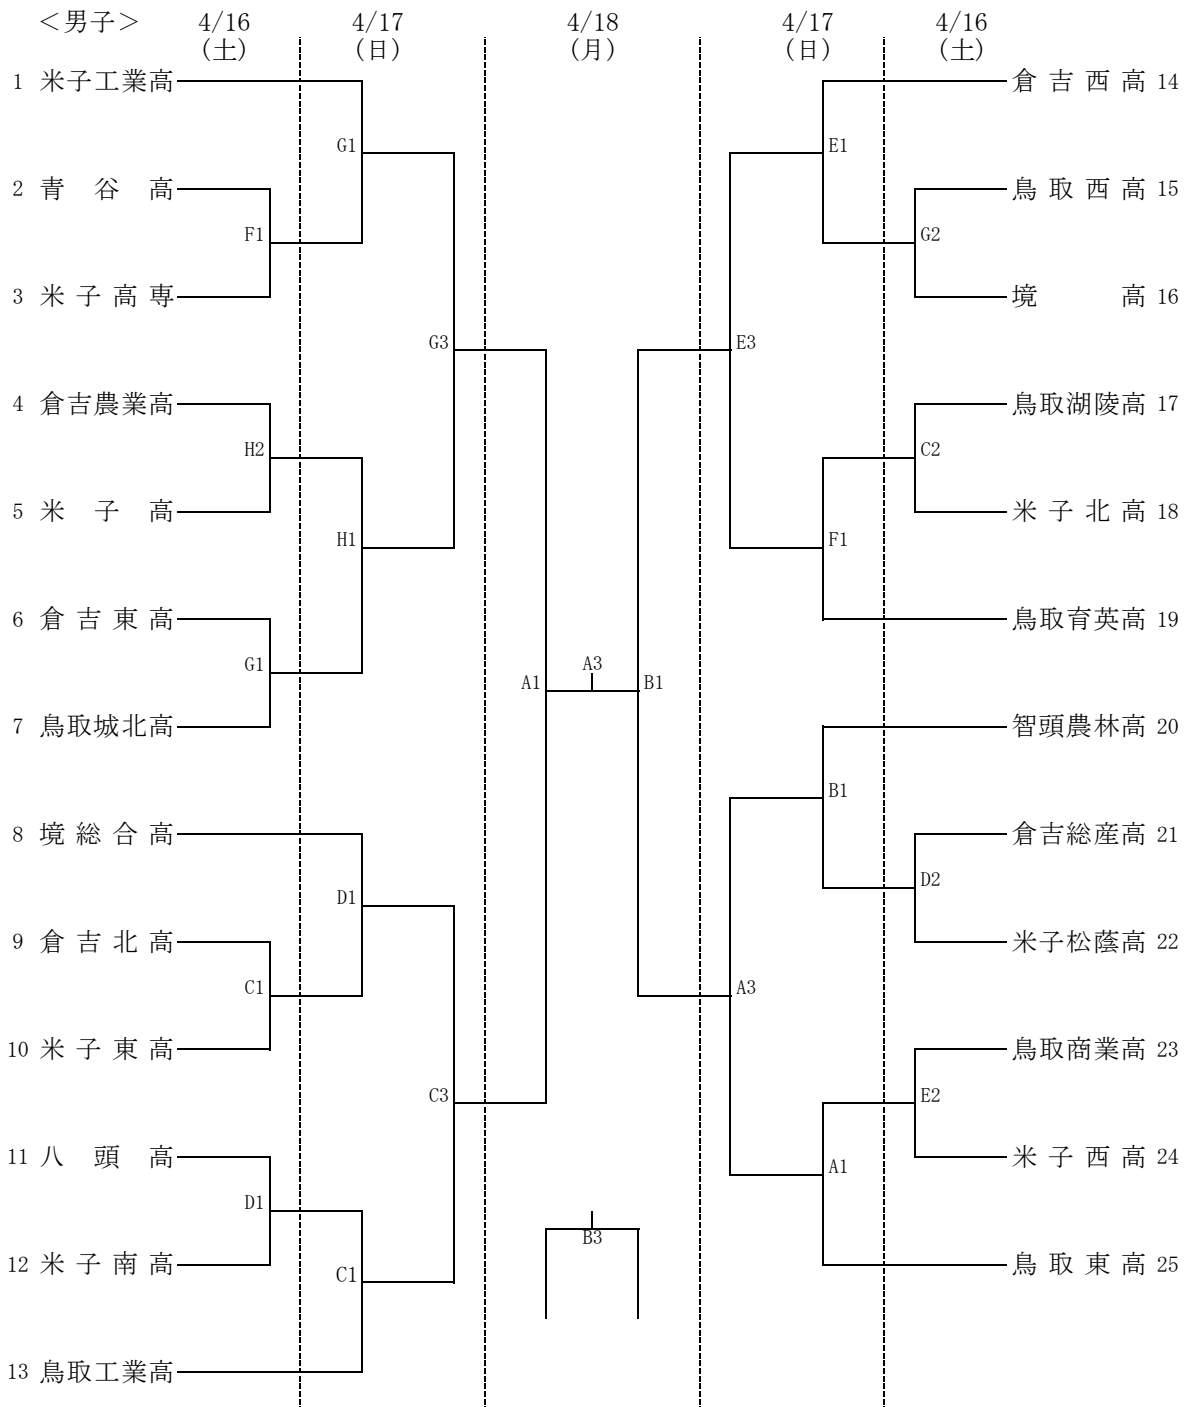 ＜男子＞ 4/16 4/17 4/18 4/17 4/16
（土） （日） （月） （日） （土）
1 米子工業高 倉吉西高 14
G1 E1
2 青谷高 鳥取西高 15
F1 G2
3 米子高専 境高 16
G3 E3
4 倉吉農業高 鳥取湖陵高 17
H2 C2
5 米子高 米子北高 18
H1 F1
6 倉吉東高 鳥取育英高 19
G1 A3
A1 B1
7 鳥取城北高 智頭農林高 20
B1
8 境総合高 倉吉総産高 21
D1 D2
9 倉吉北高 米子松蔭高 22
C1 A3
10 米子東高 鳥取商業高 23
C3 E2
11 八頭高 米子西高 24
A1
D1
B3
12 米子南高 鳥取東高 25
C1
13 鳥取工業高